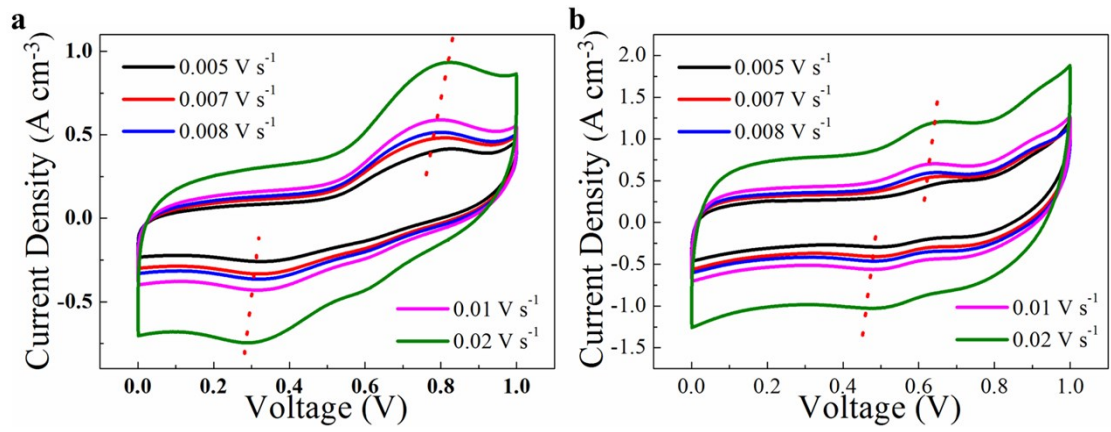 a
Current Density (A cm⁻³)
1.0
0.5
0.0
-0.5
0.005 V s⁻¹
0.007 V s⁻¹
0.008 V s⁻¹
0.01 V s⁻¹
0.02 V s⁻¹
0.0 0.2 0.4 0.6 0.8 1.0
Voltage (V)
b
Current Density (A cm⁻³)
2.0
1.5
1.0
0.5
0.0
-0.5
-1.0
-1.5
0.005 V s⁻¹
0.007 V s⁻¹
0.008 V s⁻¹
0.01 V s⁻¹
0.02 V s⁻¹
0.0 0.2 0.4 0.6 0.8 1.0
Voltage (V)